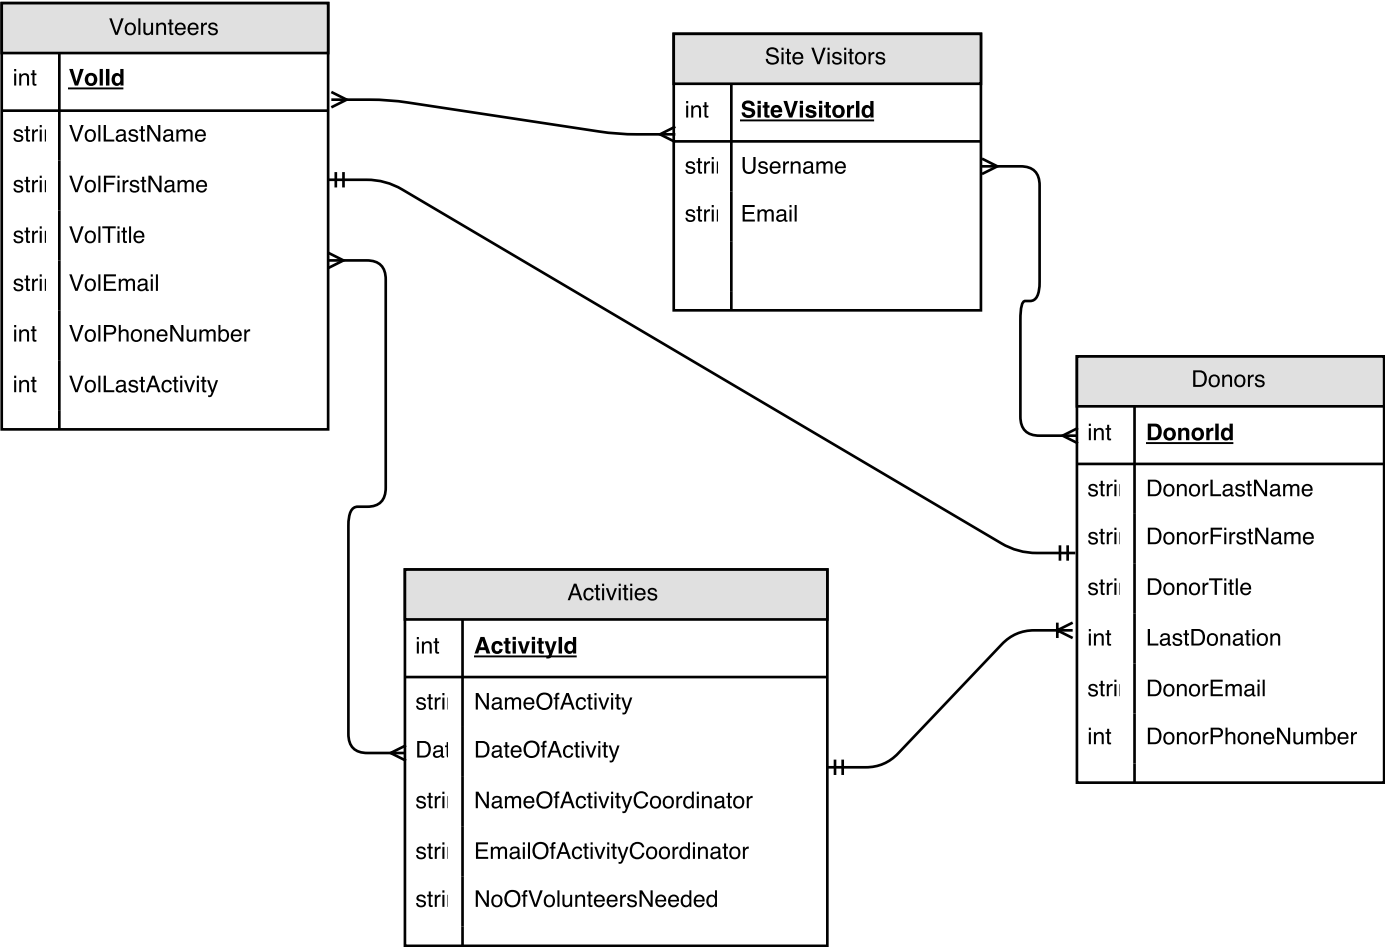 Volunteers
int VolId
stri VolLastName
stri VolFirstName
stri VolTitle
stri VolEmail
int VolPhoneNumber
int VolLastActivity
Site Visitors
int SiteVisitorId
stri Username
stri Email
Donors
int DonorId
stri DonorLastName
stri DonorFirstName
stri DonorTitle
int LastDonation
stri DonorEmail
int DonorPhoneNumber
Activities
int ActivityId
stri NameOfActivity
Dat DateOfActivity
stri NameOfActivityCoordinator
stri EmailOfActivityCoordinator
stri NoOfVolunteersNeeded